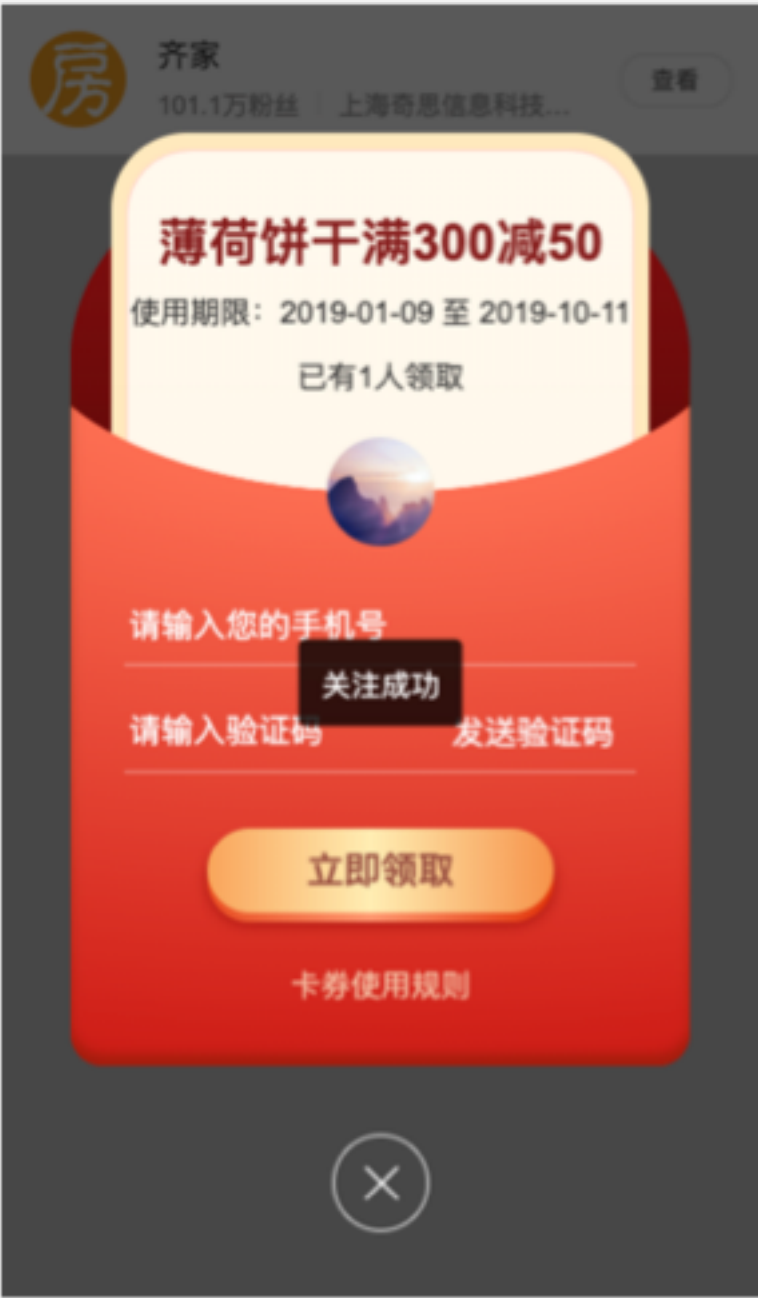 房
齐家
查看
101.1万粉丝 | 上海奇思信息科技...
薄荷饼干满300减50
使用期限：2019-01-09 至 2019-10-11
已有1人领取
请输入您的手机号
关注成功
请输入验证码
发送验证码
立即领取
卡券使用规则